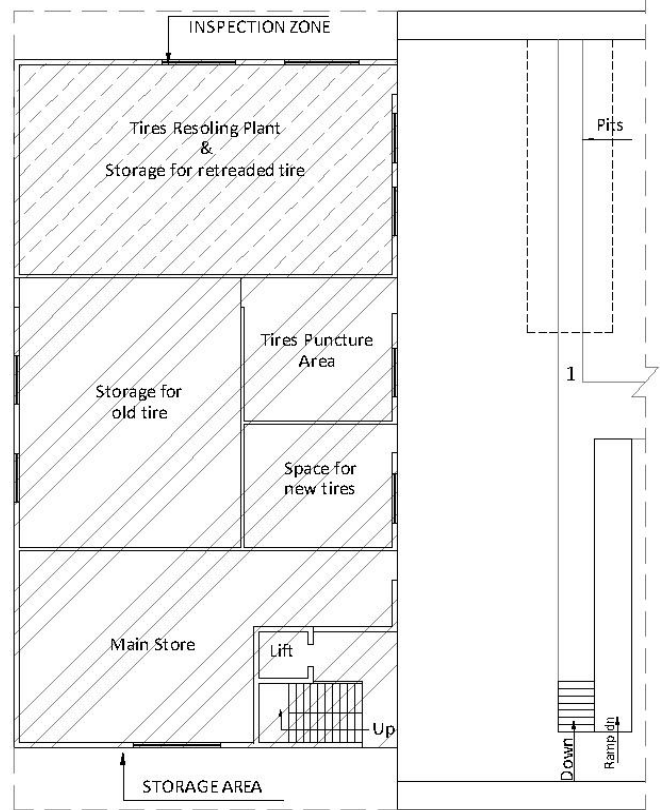 INSPECTION ZONE
Tires Resoling Plant
&
Storage for retreaded tire
Pits
Tires Puncture
Area
1
Storage for
old tire
Space for
new tires
Main Store
Lift
Up
Down
Ramp dn
STORAGE AREA